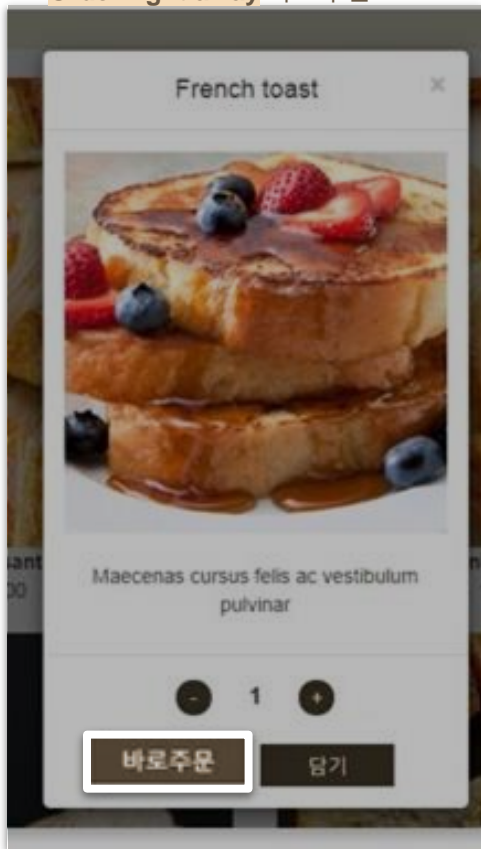 French toast
×
Maecenas cursus felis ac vestibulum
pulvinar
- 1 +
바로주문
담기